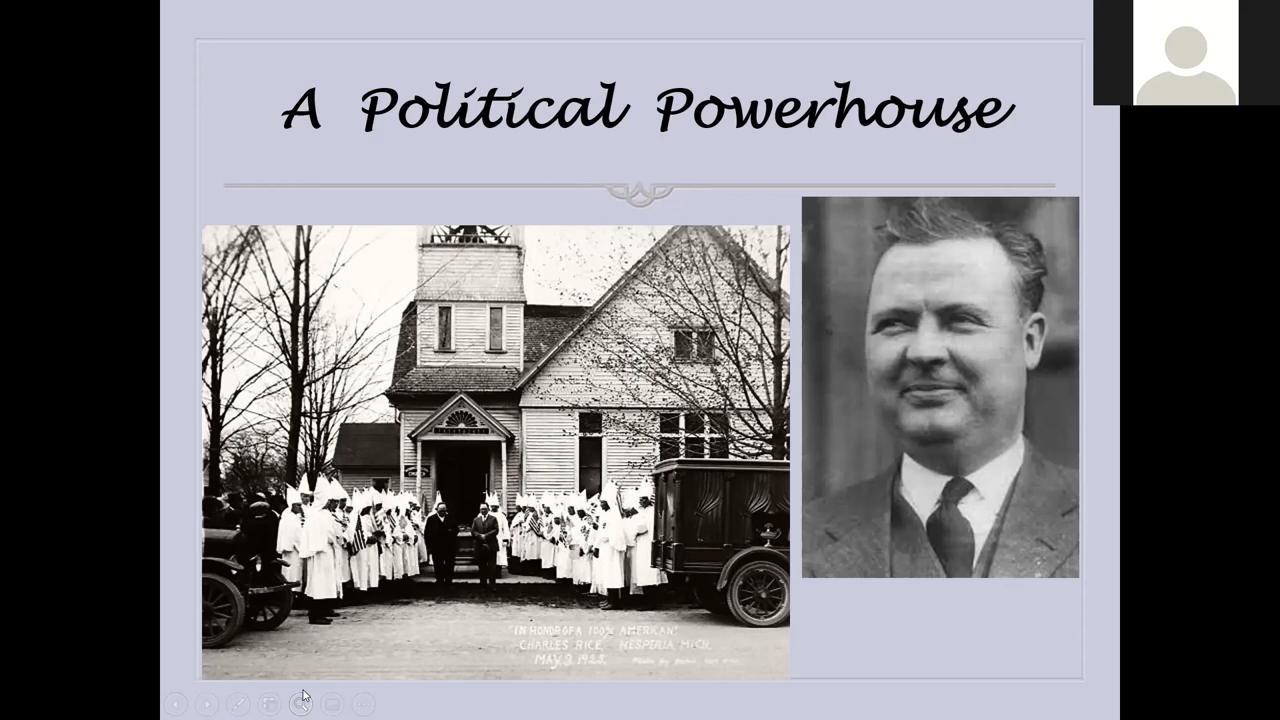 A Political Powerhouse
"IN HONOR OF A 100% AMERICAN"
CHARLES RICE, HESPERIA, MICH.
MAY 3, 1925.